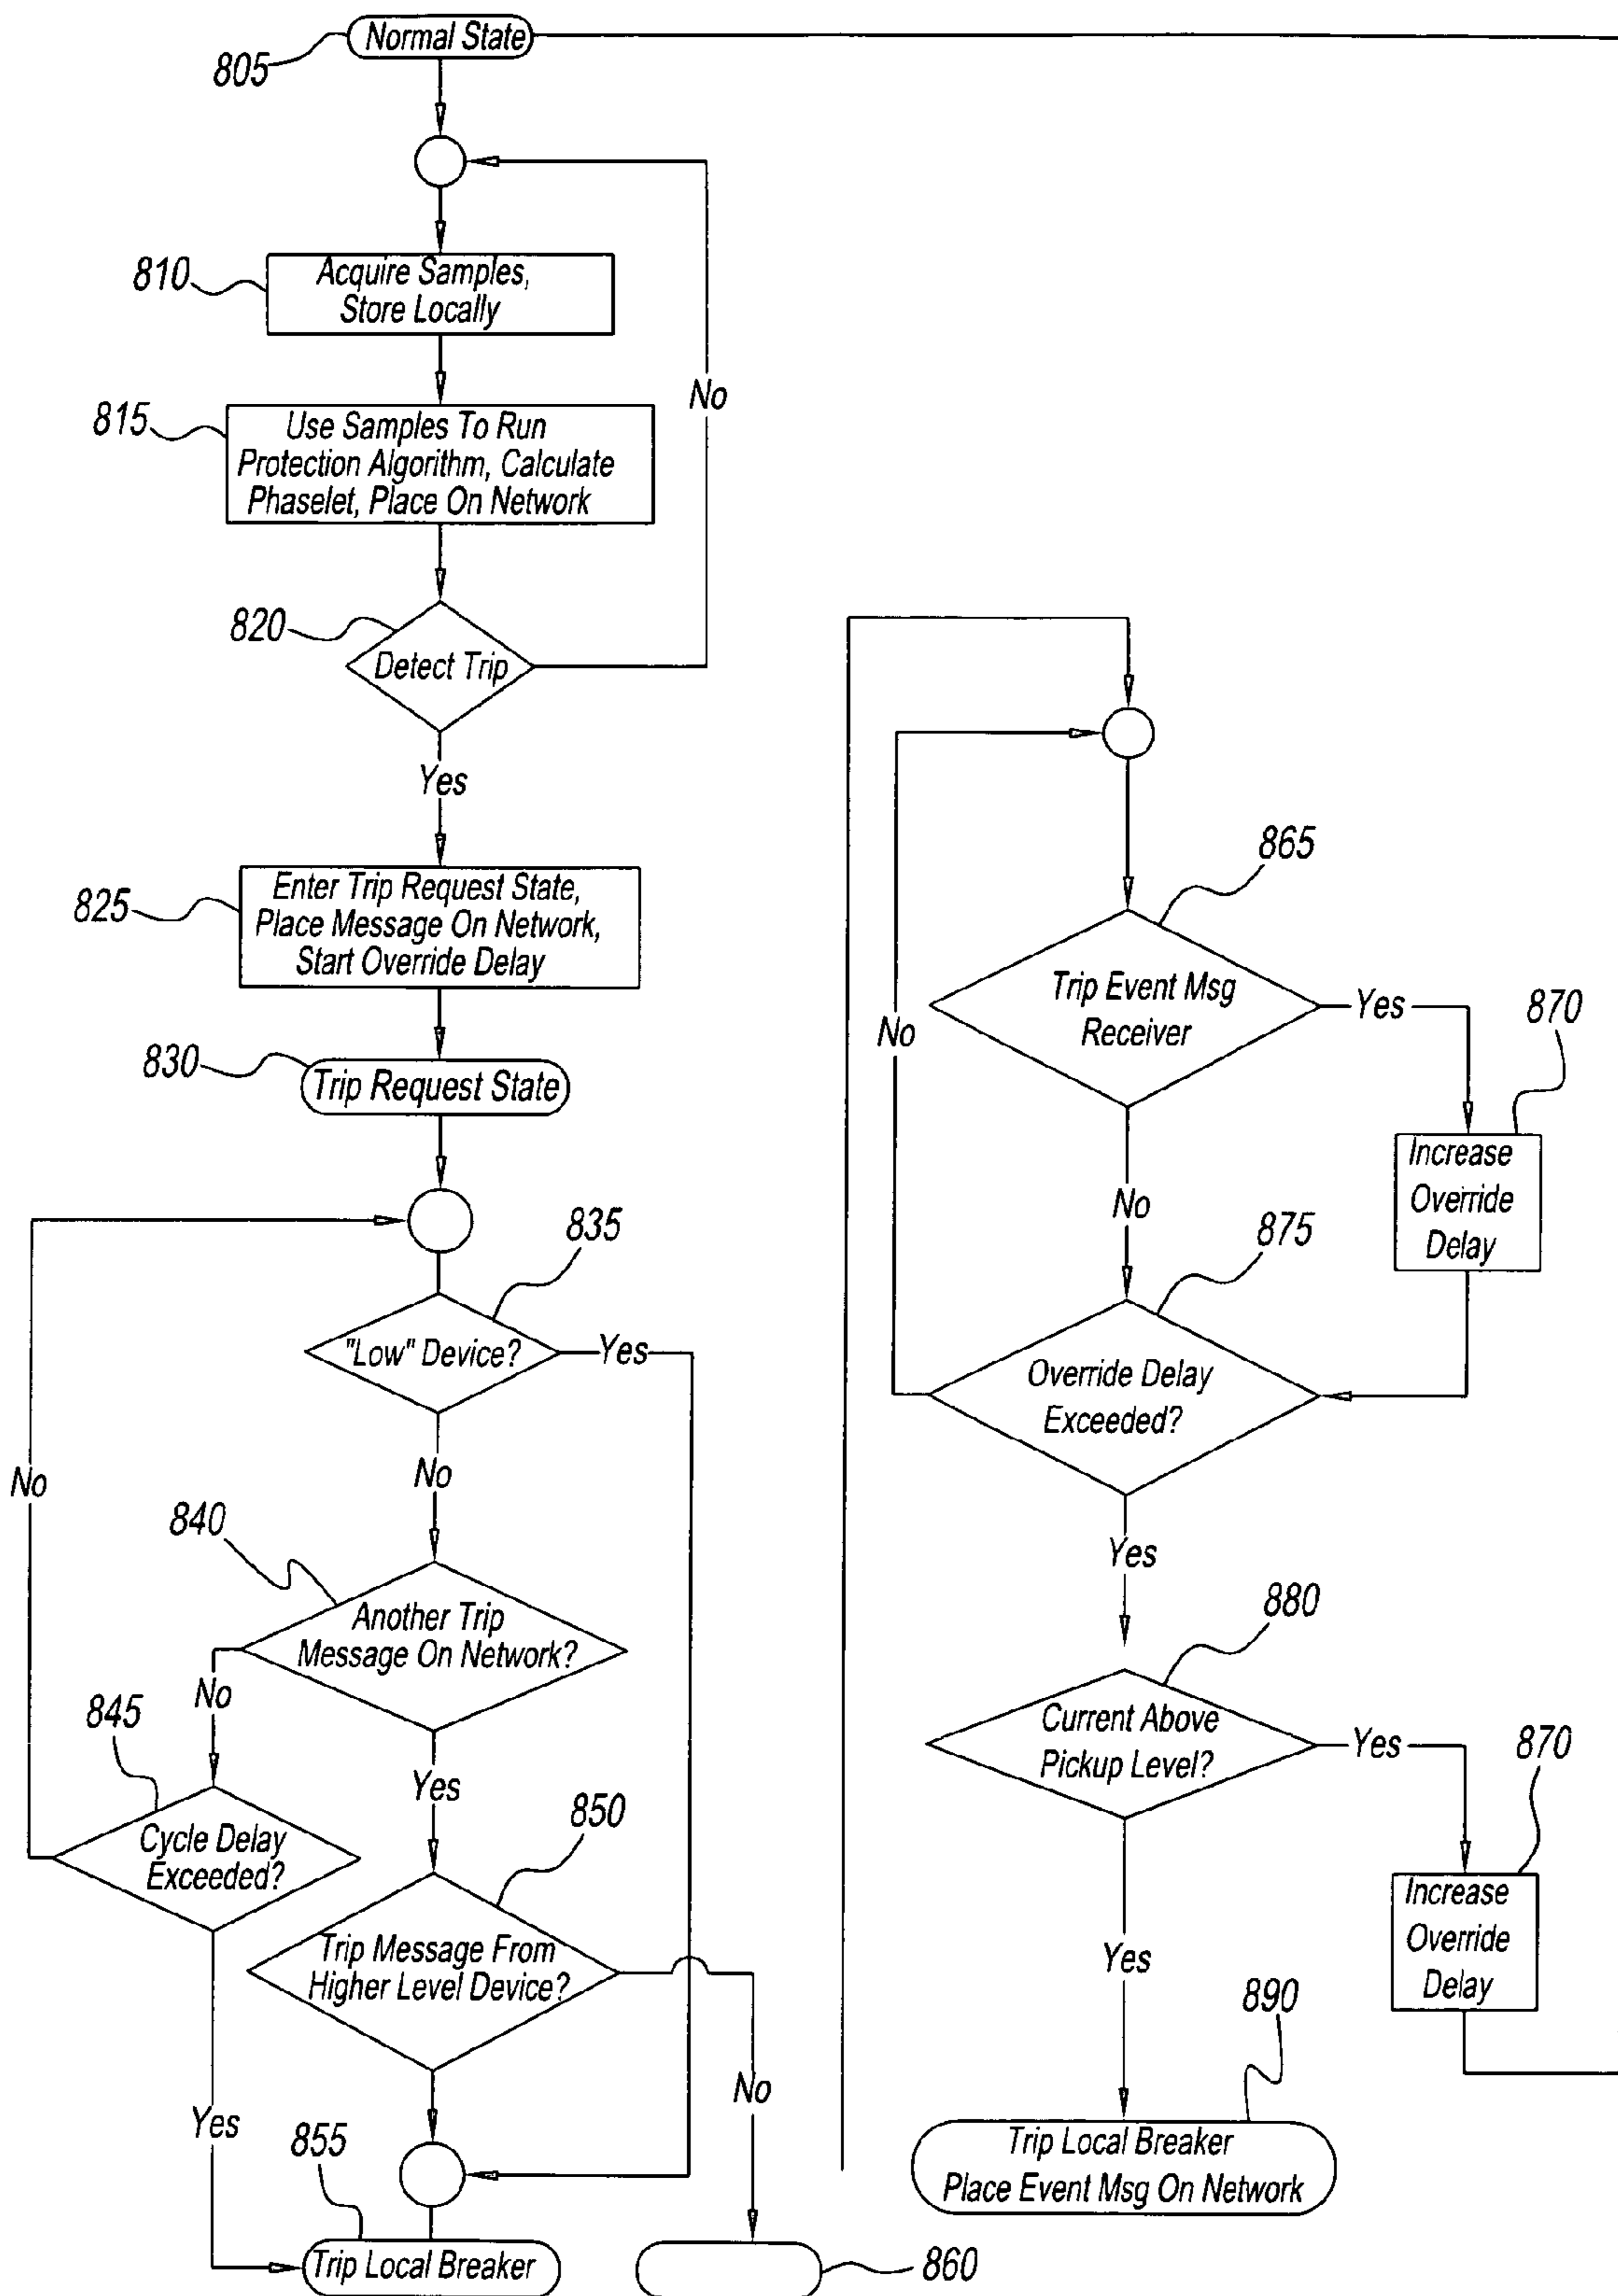 Normal State
805
810
Acquire Samples,
Store Locally
No
815
Use Samples To Run
Protection Algorithm, Calculate
Phaselet, Place On Network
820
Detect Trip
Yes
825
Enter Trip Request State,
Place Message On Network,
Start Override Delay
830
Trip Request State
835
"Low" Device?
Yes
No
No
840
Another Trip
Message On Network?
No
845
Yes
Cycle Delay
Exceeded?
850
Trip Message From
Higher Level Device?
Yes
No
855
Trip Local Breaker
860
865
Trip Event Msg
Receiver
Yes
No
870
Increase
Override
Delay
No
875
Override Delay
Exceeded?
Yes
880
Current Above
Pickup Level?
Yes
870
Increase
Override
Delay
Yes
890
Trip Local Breaker
Place Event Msg On Network